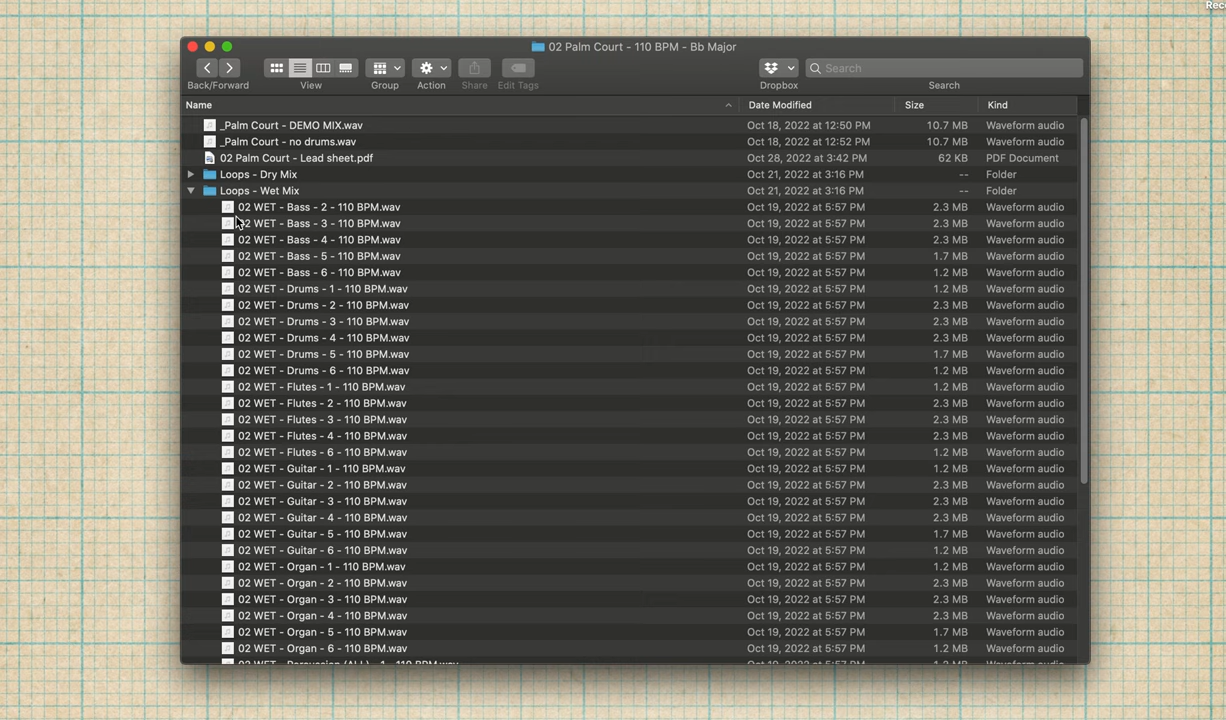 Rec
02 Palm Court - 110 BPM - Bb Major
Search
Back/Forward View Group Action Share Edit Tags Dropbox Search
Name Date Modified Size Kind
_Palm Court - DEMO MIX.wav Oct 18, 2022 at 12:50 PM 10.7 MB Waveform audio
_Palm Court - no drums.wav Oct 18, 2022 at 12:52 PM 10.7 MB Waveform audio
02 Palm Court - Lead sheet.pdf Oct 28, 2022 at 3:42 PM 62 KB PDF Document
Loops - Dry Mix Oct 21, 2022 at 3:16 PM -- Folder
Loops - Wet Mix Oct 21, 2022 at 3:16 PM -- Folder
02 WET - Bass - 2 - 110 BPM.wav Oct 19, 2022 at 5:57 PM 2.3 MB Waveform audio
02 WET - Bass - 3 - 110 BPM.wav Oct 19, 2022 at 5:57 PM 2.3 MB Waveform audio
02 WET - Bass - 4 - 110 BPM.wav Oct 19, 2022 at 5:57 PM 2.3 MB Waveform audio
02 WET - Bass - 5 - 110 BPM.wav Oct 19, 2022 at 5:57 PM 1.7 MB Waveform audio
02 WET - Bass - 6 - 110 BPM.wav Oct 19, 2022 at 5:57 PM 1.2 MB Waveform audio
02 WET - Drums - 1 - 110 BPM.wav Oct 19, 2022 at 5:57 PM 1.2 MB Waveform audio
02 WET - Drums - 2 - 110 BPM.wav Oct 19, 2022 at 5:57 PM 2.3 MB Waveform audio
02 WET - Drums - 3 - 110 BPM.wav Oct 19, 2022 at 5:57 PM 2.3 MB Waveform audio
02 WET - Drums - 4 - 110 BPM.wav Oct 19, 2022 at 5:57 PM 2.3 MB Waveform audio
02 WET - Drums - 5 - 110 BPM.wav Oct 19, 2022 at 5:57 PM 1.7 MB Waveform audio
02 WET - Drums - 6 - 110 BPM.wav Oct 19, 2022 at 5:57 PM 1.2 MB Waveform audio
02 WET - Flutes - 1 - 110 BPM.wav Oct 19, 2022 at 5:57 PM 1.2 MB Waveform audio
02 WET - Flutes - 2 - 110 BPM.wav Oct 19, 2022 at 5:57 PM 2.3 MB Waveform audio
02 WET - Flutes - 3 - 110 BPM.wav Oct 19, 2022 at 5:57 PM 2.3 MB Waveform audio
02 WET - Flutes - 4 - 110 BPM.wav Oct 19, 2022 at 5:57 PM 2.3 MB Waveform audio
02 WET - Flutes - 6 - 110 BPM.wav Oct 19, 2022 at 5:57 PM 1.2 MB Waveform audio
02 WET - Guitar - 1 - 110 BPM.wav Oct 19, 2022 at 5:57 PM 1.2 MB Waveform audio
02 WET - Guitar - 2 - 110 BPM.wav Oct 19, 2022 at 5:57 PM 2.3 MB Waveform audio
02 WET - Guitar - 3 - 110 BPM.wav Oct 19, 2022 at 5:57 PM 2.3 MB Waveform audio
02 WET - Guitar - 4 - 110 BPM.wav Oct 19, 2022 at 5:57 PM 2.3 MB Waveform audio
02 WET - Guitar - 5 - 110 BPM.wav Oct 19, 2022 at 5:57 PM 1.7 MB Waveform audio
02 WET - Guitar - 6 - 110 BPM.wav Oct 19, 2022 at 5:57 PM 1.2 MB Waveform audio
02 WET - Organ - 1 - 110 BPM.wav Oct 19, 2022 at 5:57 PM 1.2 MB Waveform audio
02 WET - Organ - 2 - 110 BPM.wav Oct 19, 2022 at 5:57 PM 2.3 MB Waveform audio
02 WET - Organ - 3 - 110 BPM.wav Oct 19, 2022 at 5:57 PM 2.3 MB Waveform audio
02 WET - Organ - 4 - 110 BPM.wav Oct 19, 2022 at 5:57 PM 2.3 MB Waveform audio
02 WET - Organ - 5 - 110 BPM.wav Oct 19, 2022 at 5:57 PM 1.7 MB Waveform audio
02 WET - Organ - 6 - 110 BPM.wav Oct 19, 2022 at 5:57 PM 1.2 MB Waveform audio